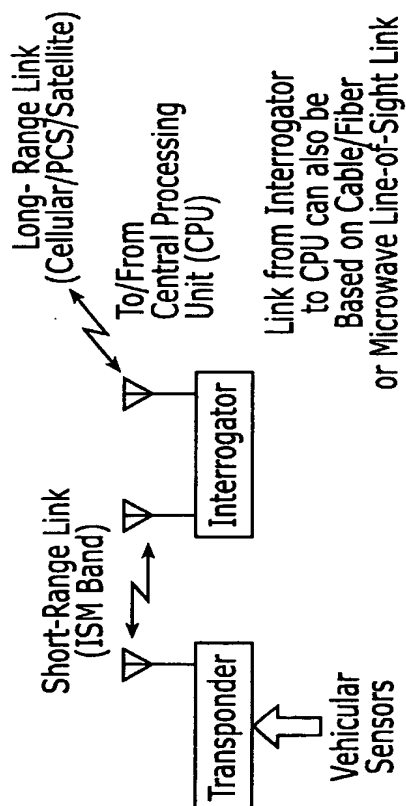 Short-Range Link
(ISM Band)
Long- Range Link
(Cellular/PCS/Satellite)
To/From
Central Processing
Unit (CPU)
Transponder
Interrogator
Vehicular
Sensors
Link from Interrogator
to CPU can also be
Based on Cable/Fiber
or Microwave Line-of-Sight Link